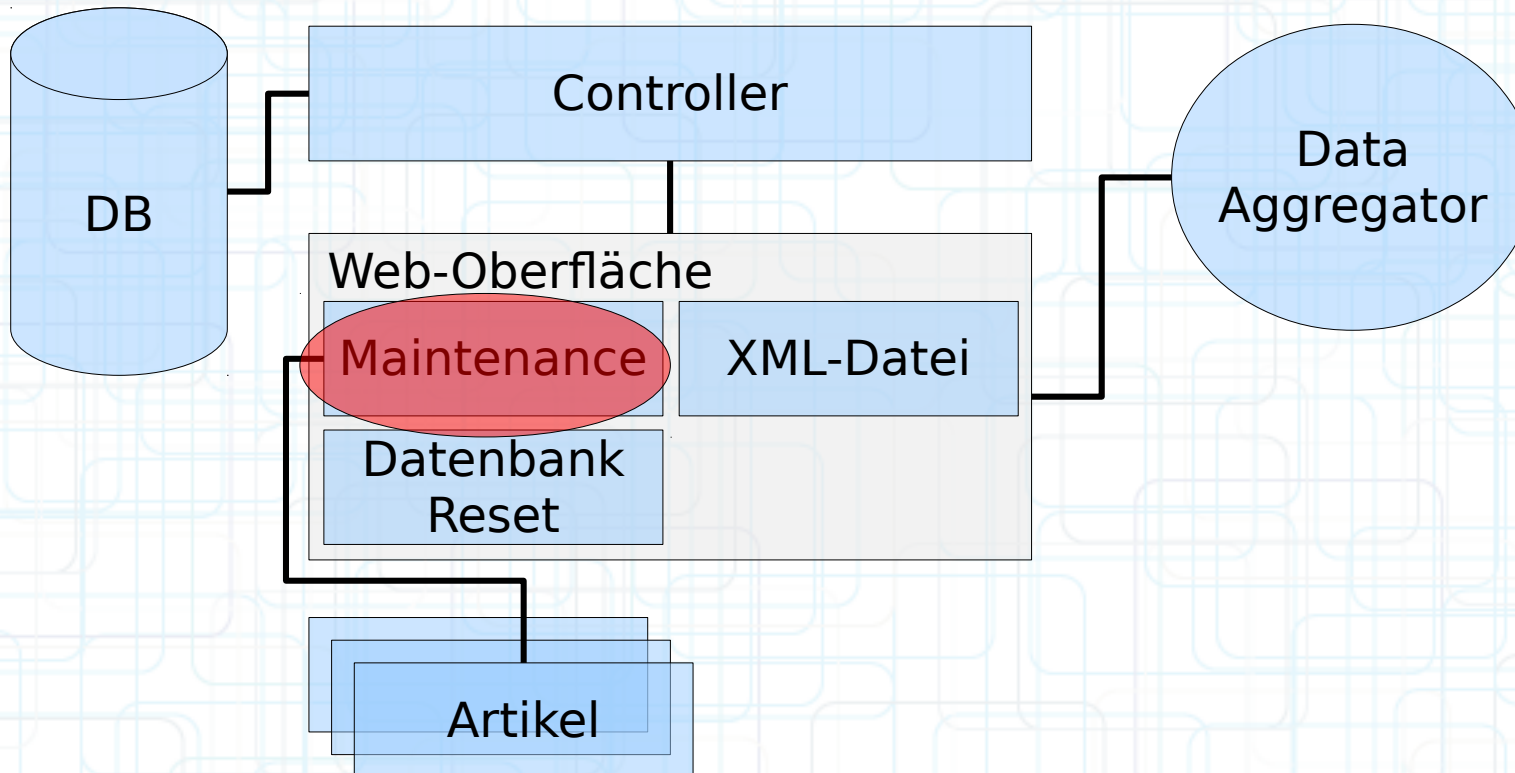 Controller
DB
Data
Aggregator
Web-Oberfläche
Maintenance
XML-Datei
Datenbank
Reset
Artikel